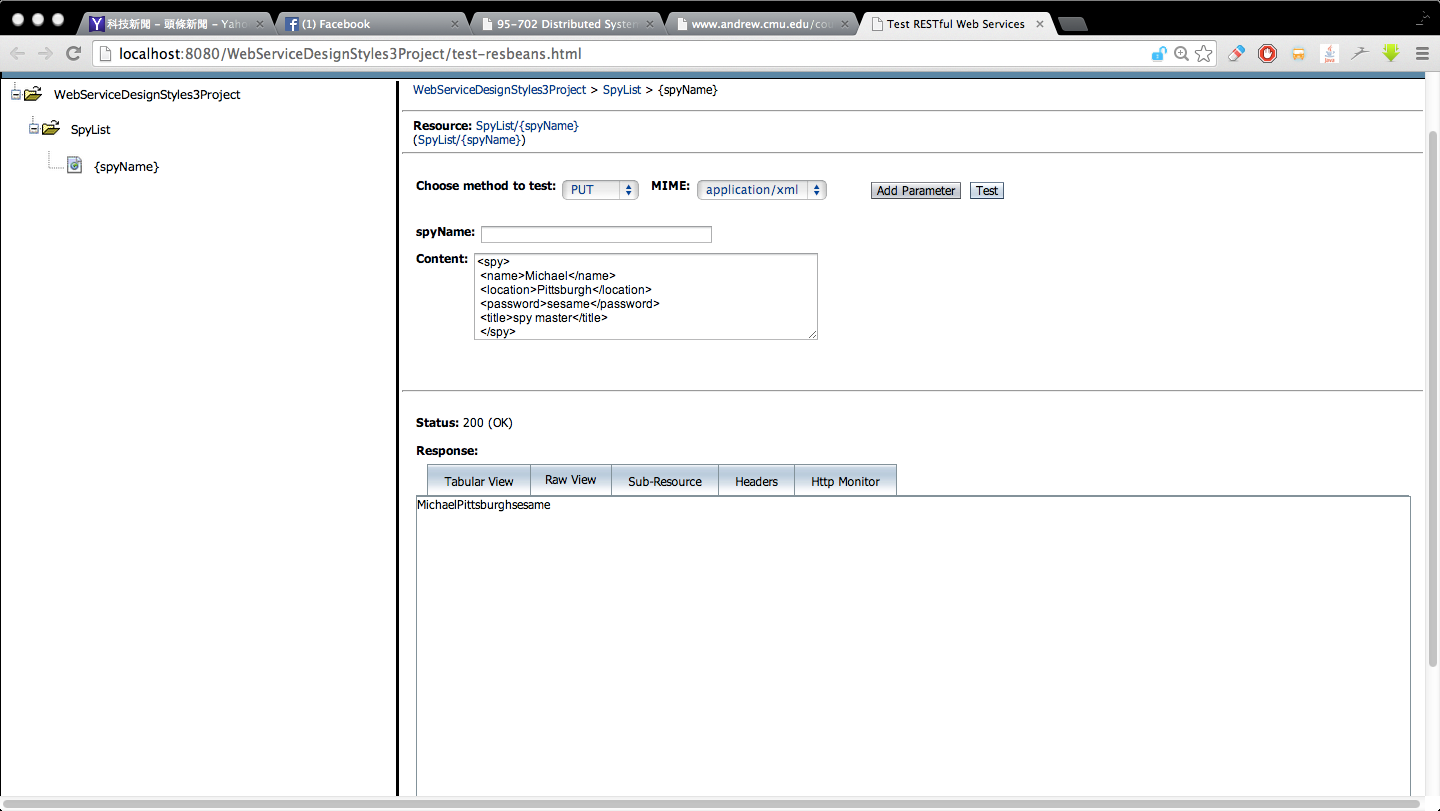 科技新聞 – 頭條新聞 – Yaho
(1) Facebook
95-702 Distributed System
www.andrew.cmu.edu/cou
Test RESTful Web Services
localhost:8080/WebServiceDesignStyles3Project/test-resbeans.html
WebServiceDesignStyles3Project
SpyList
{spyName}
WebServiceDesignStyles3Project > SpyList > {spyName}
Resource: SpyList/{spyName}
(SpyList/{spyName})
Choose method to test: PUT MIME: application/xml Add Parameter Test
spyName:
Content: <spy>
<name>Michael</name>
<location>Pittsburgh</location>
<password>sesame</password>
<title>spy master</title>
</spy>
Status: 200 (OK)
Response:
Tabular View Raw View Sub-Resource Headers Http Monitor
MichaelPittsburghsesame